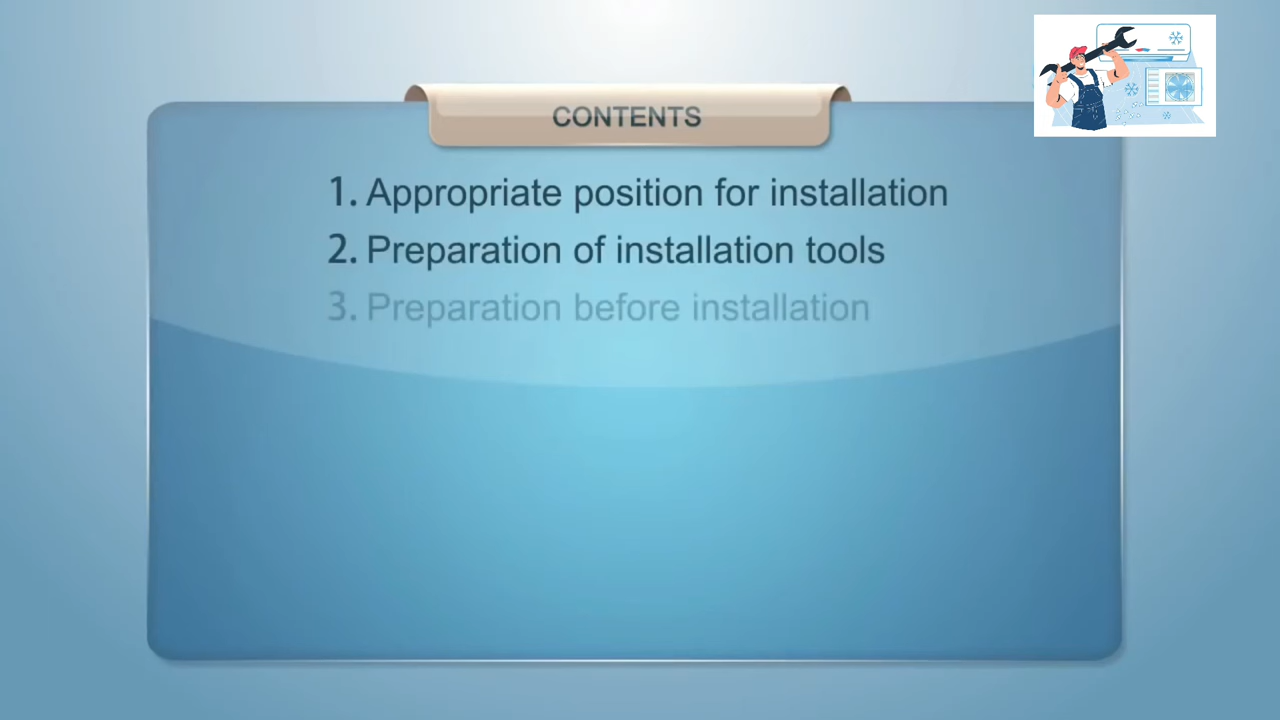 CONTENTS
1. Appropriate position for installation
2. Preparation of installation tools
3. Preparation before installation